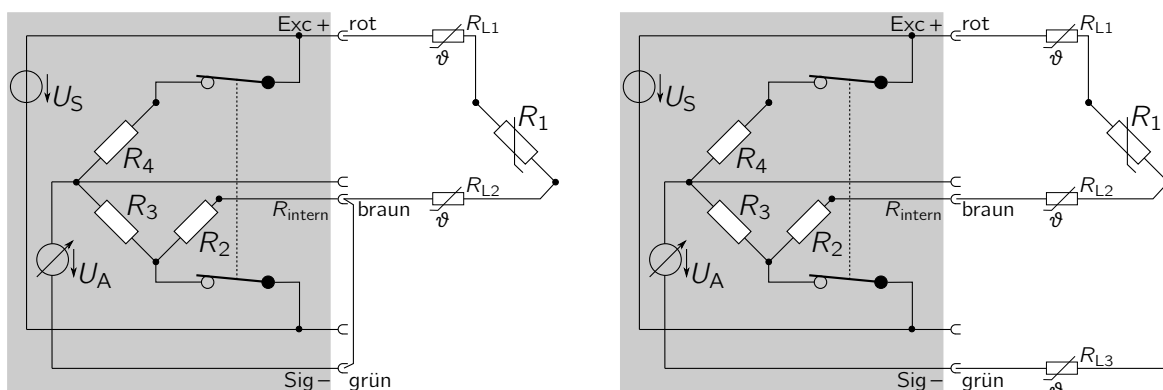 Exc + rot
R_L1
ϑ
U_S
R_1
R_4
R_L2
R_3
R_intern braun
ϑ
R_2
U_A
Sig − grün
Exc + rot
R_L1
ϑ
U_S
R_1
R_4
R_L2
R_3
R_intern braun
ϑ
R_2
U_A
R_L3
Sig − grün
ϑ